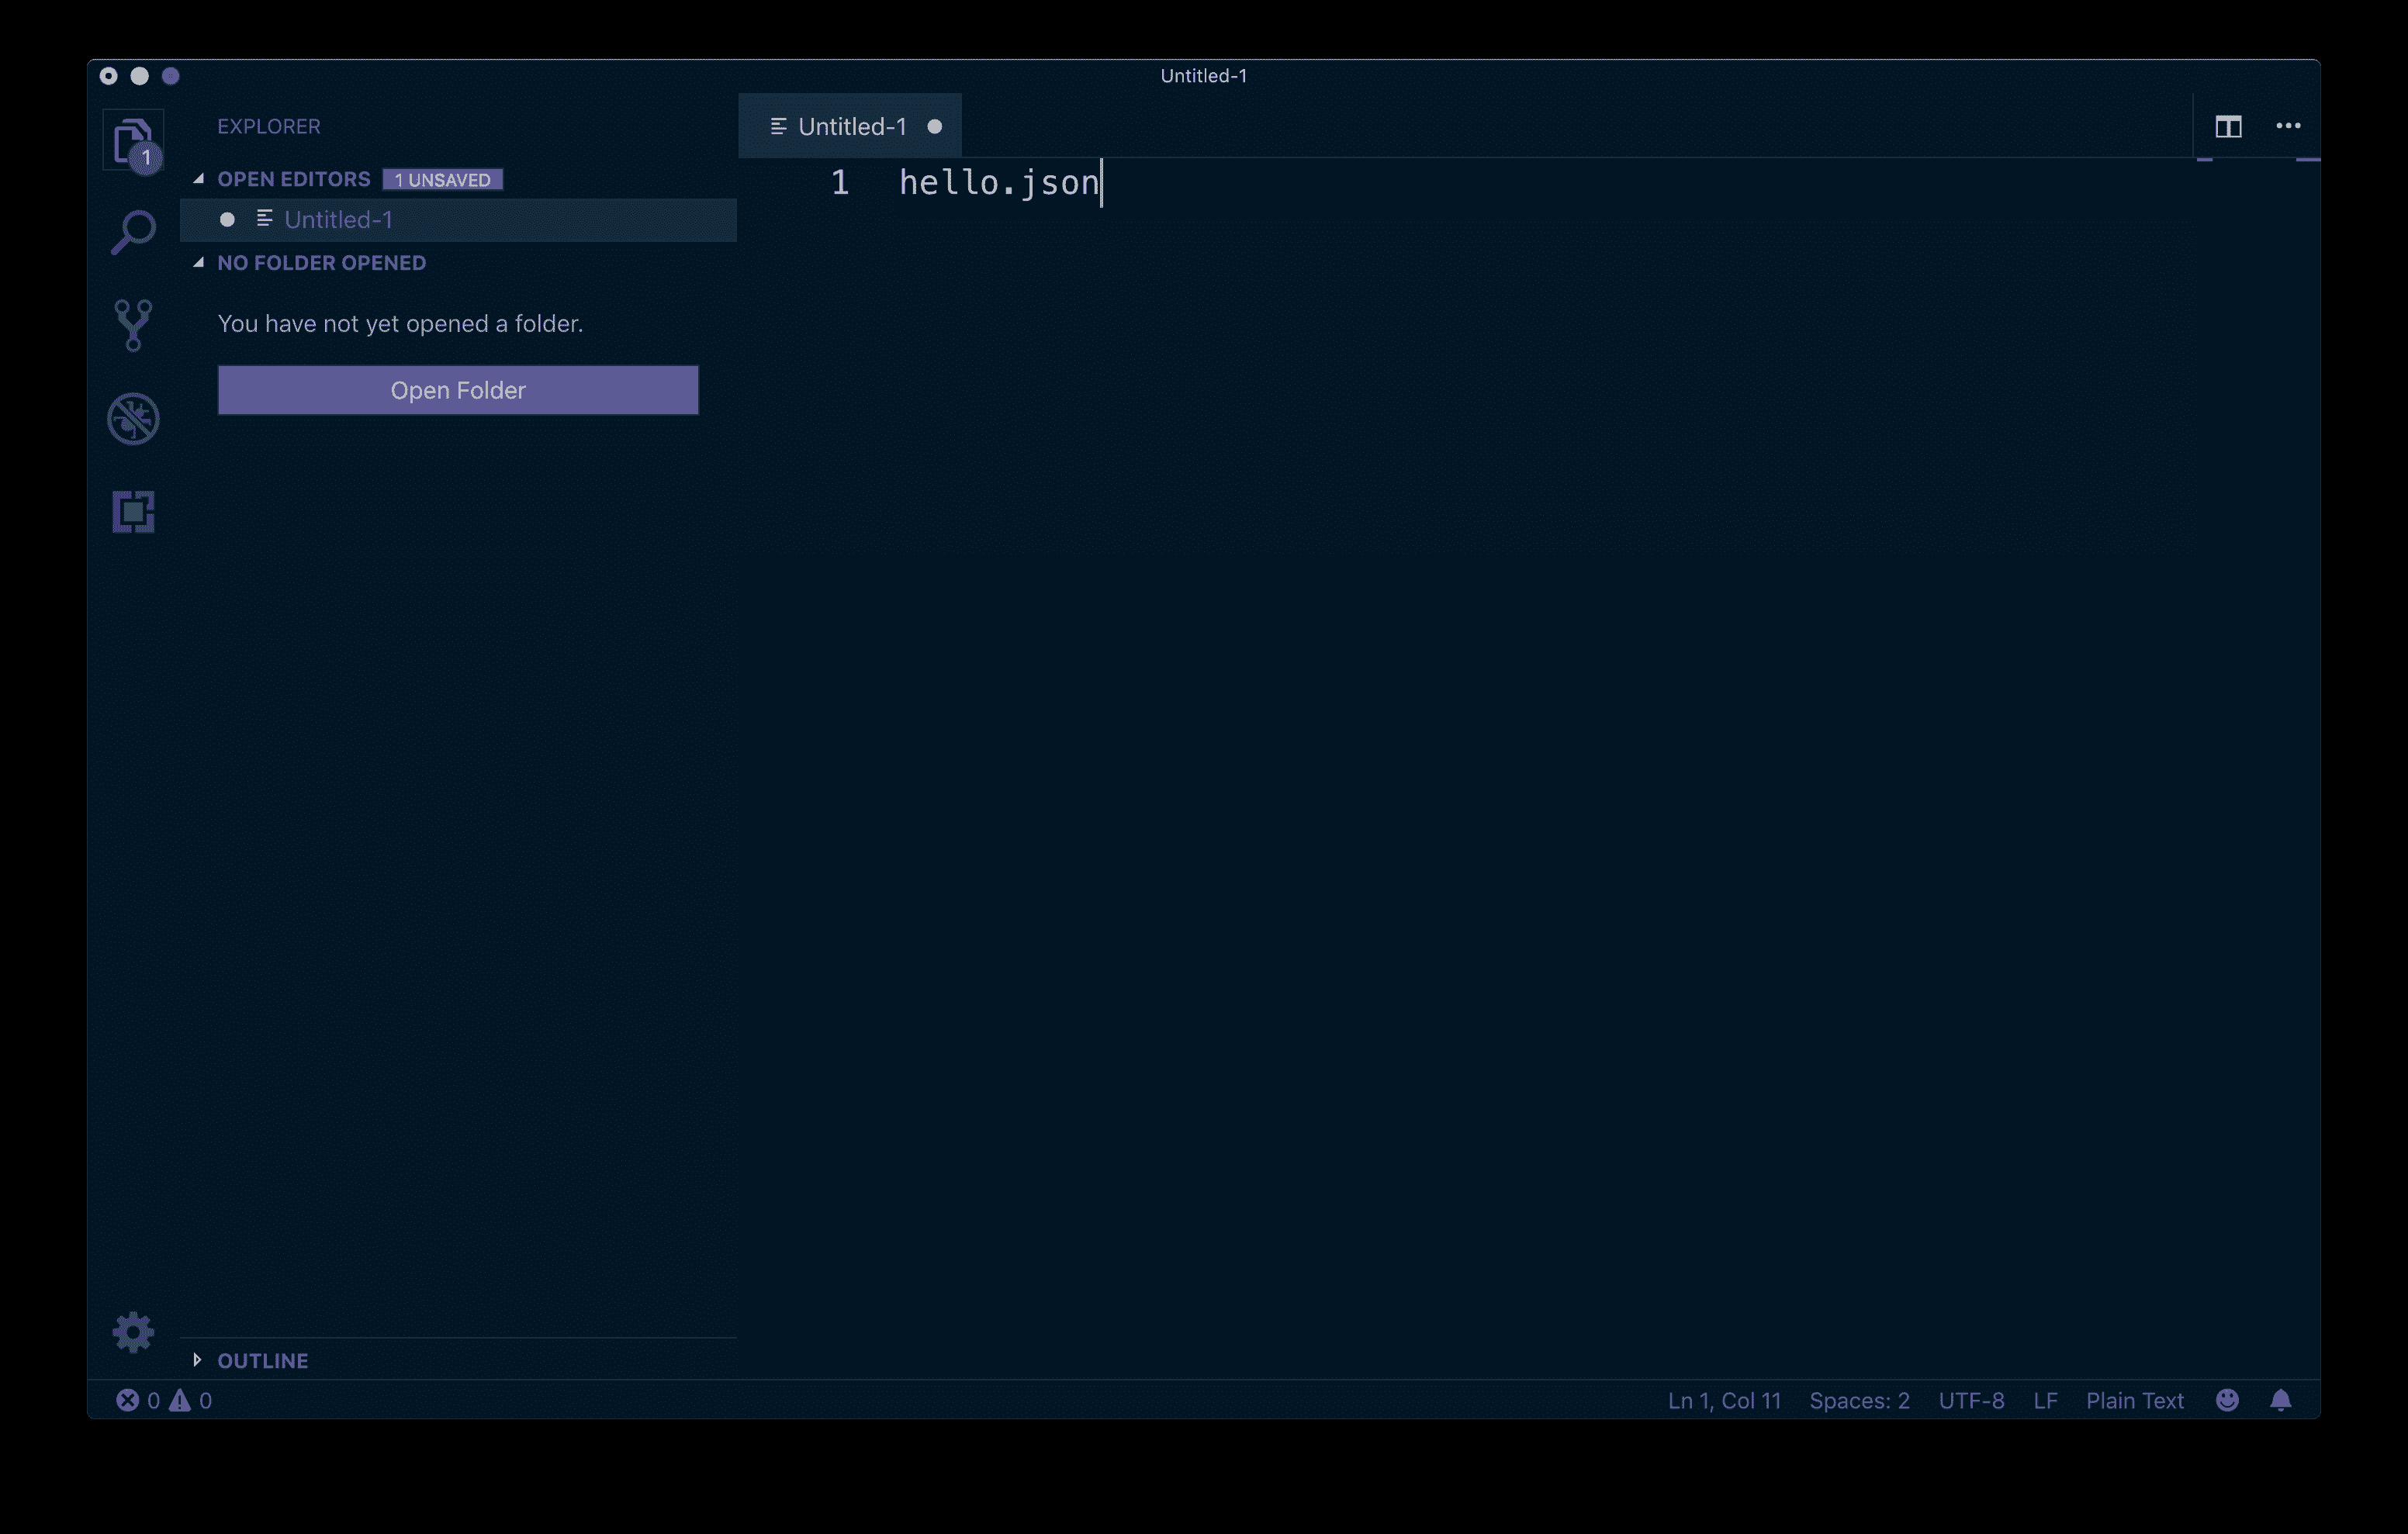 Untitled-1
EXPLORER
1
OPEN EDITORS 1 UNSAVED
Untitled-1
NO FOLDER OPENED
You have not yet opened a folder.
Open Folder
OUTLINE
Untitled-1
1 hello.json
0 0
Ln 1, Col 11 Spaces: 2 UTF-8 LF Plain Text